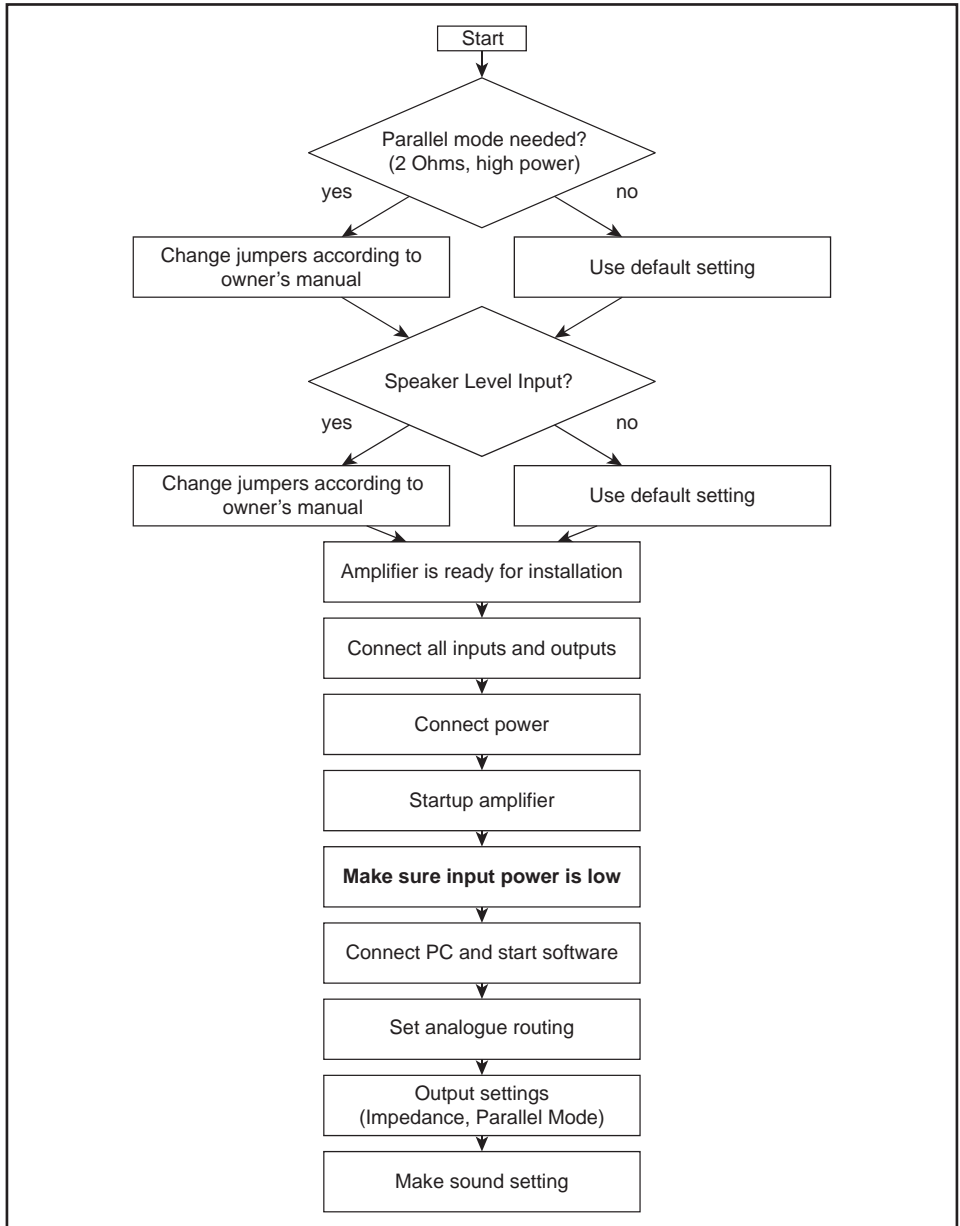 Start
Parallel mode needed?
(2 Ohms, high power)
yes
no
Change jumpers according to
owner's manual
Use default setting
Speaker Level Input?
yes
no
Change jumpers according to
owner's manual
Use default setting
Amplifier is ready for installation
Connect all inputs and outputs
Connect power
Startup amplifier
Make sure input power is low
Connect PC and start software
Set analogue routing
Output settings
(Impedance, Parallel Mode)
Make sound setting